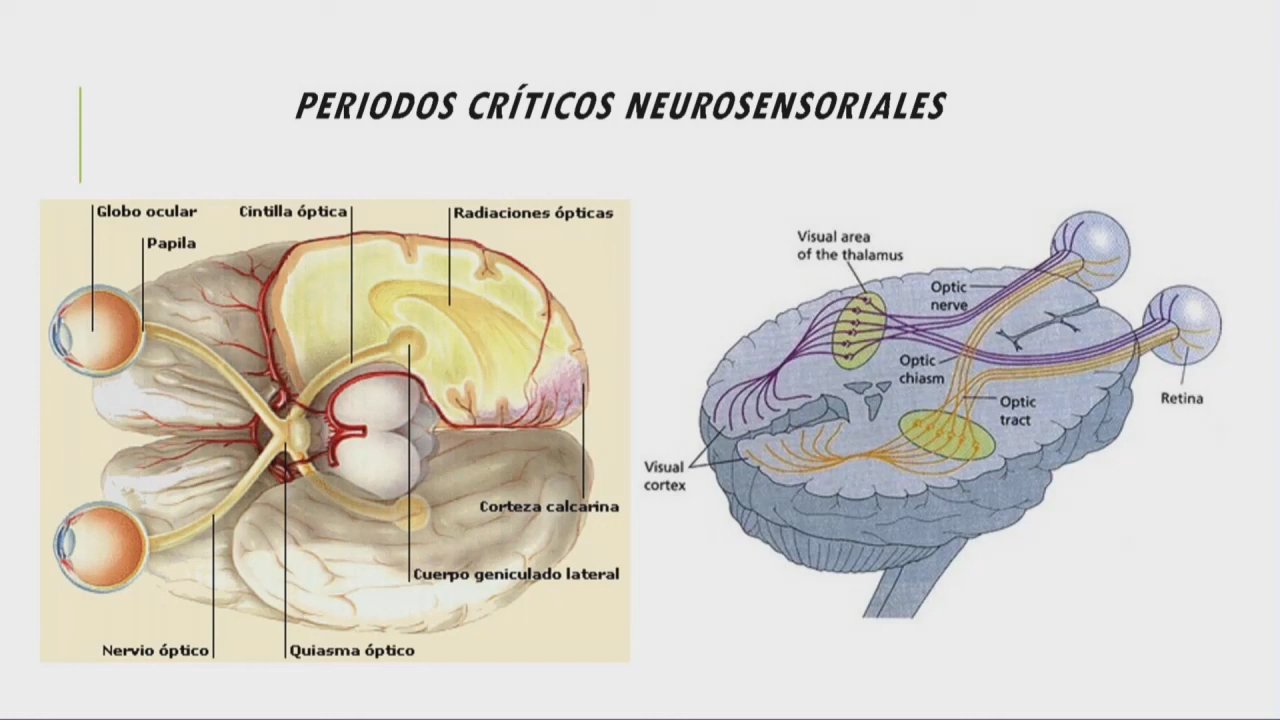 PERIODOS CRÍTICOS NEUROSENSORIALES
Globo ocular
Cintilla óptica
Radiaciones ópticas
Papila
Corteza calcarina
Cuerpo geniculado lateral
Nervio óptico
Quiasma óptico
Visual area
of the thalamus
Optic
nerve
Optic
chiasm
Optic
tract
Retina
Visual
cortex